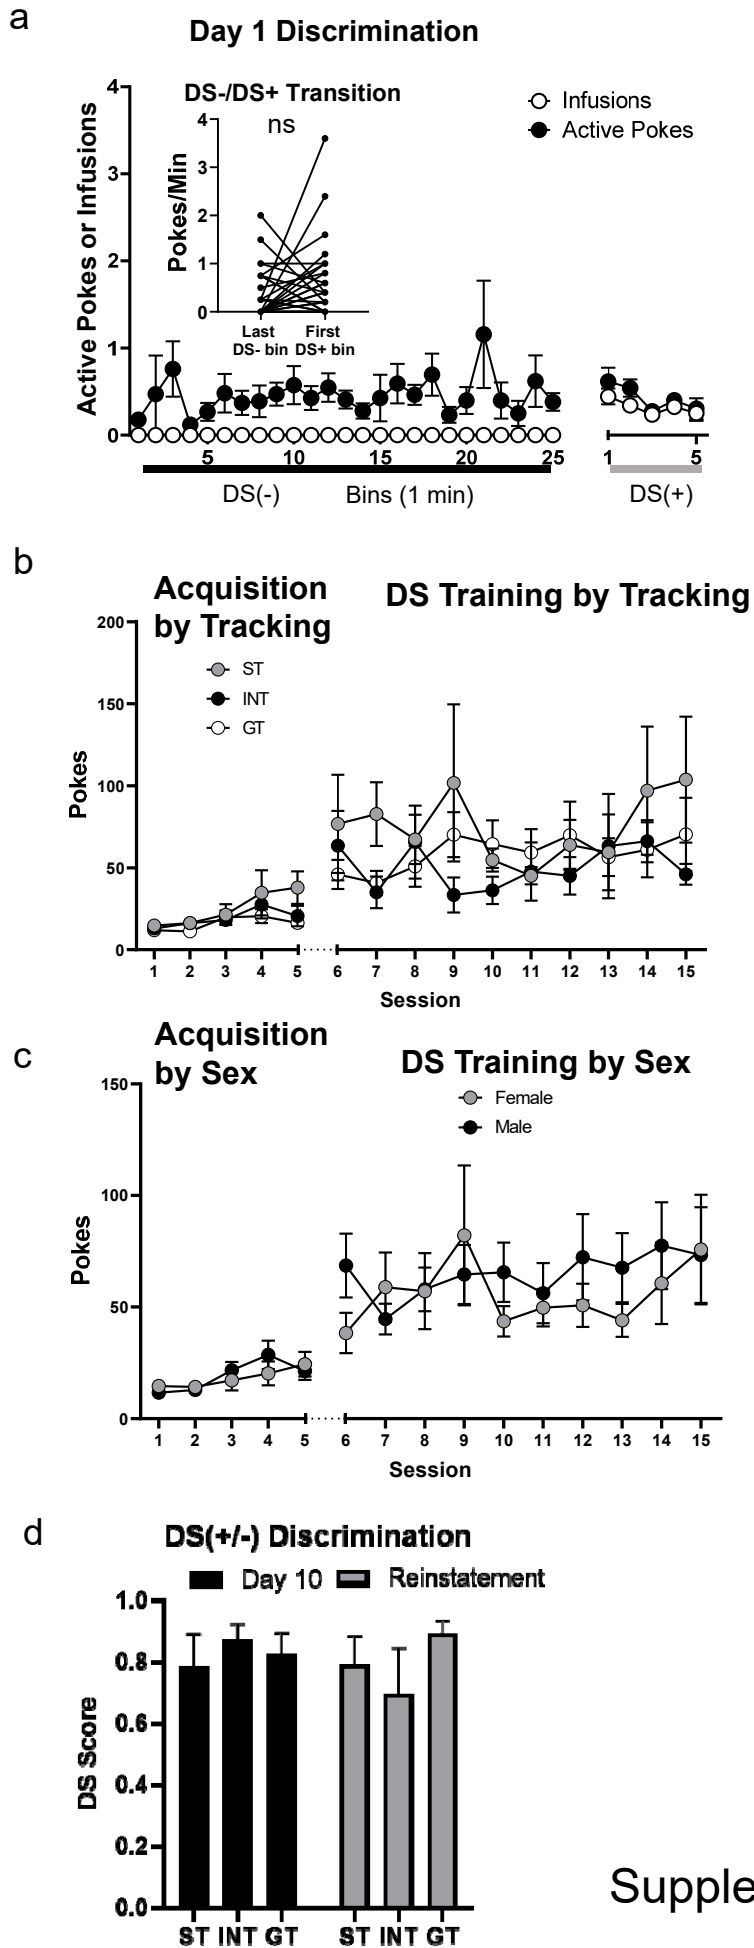 a
Day 1 Discrimination
DS-/DS+ Transition
ns
Infusions
Active Pokes
Active Pokes or Infusions
4
3
2
1
0
Pokes/Min
4
3
2
1
0
Last
DS- bin
First
DS+ bin
5 10 15 20 25
1 5
DS(-) Bins (1 min) DS(+)
b
Acquisition
by Tracking
DS Training by Tracking
ST
INT
GT
Pokes
200
150
100
50
0
1 2 3 4 5 6 7 8 9 10 11 12 13 14 15
Session
c
Acquisition
by Sex
DS Training by Sex
Female
Male
Pokes
150
100
50
0
1 2 3 4 5 6 7 8 9 10 11 12 13 14 15
Session
d
DS(+/-) Discrimination
Day 10 Reinstatement
DS Score
1.0
0.8
0.6
0.4
0.2
0.0
ST INT GT ST INT GT
Supple